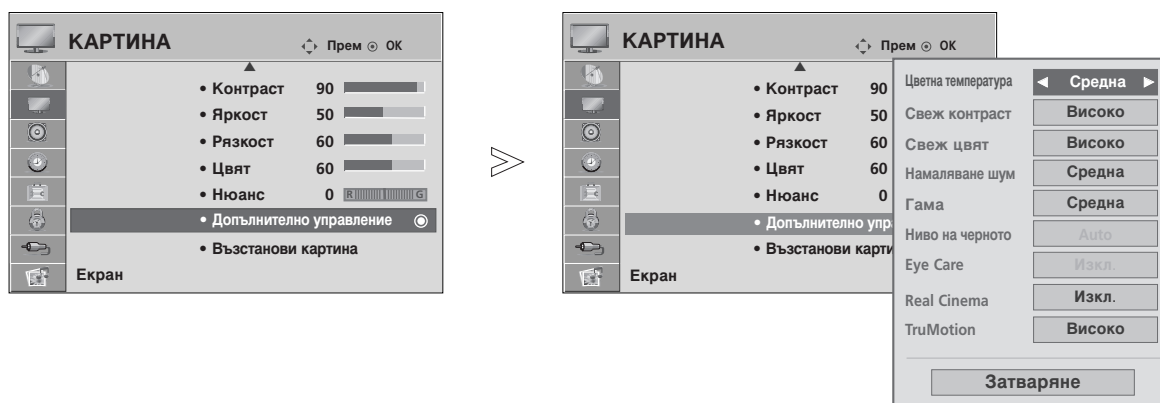 КАРТИНА
Прем OK
• Контраст 90
• Яркост 50
• Рязкост 60
• Цвят 60
• Нюанс 0 R G
• Допълнително управление
• Възстанови картина
Екран
КАРТИНА
Прем OK
• Контраст 90
• Яркост 50
• Рязкост 60
• Цвят 60
• Нюанс 0
• Допълнително упр
• Възстанови карти
Екран
Цветна температура ◀ Средна ▶
Свеж контраст Високо
Свеж цвят Високо
Намаляване шум Средна
Гама Средна
Ниво на черното Auto
Eye Care Изкл.
Real Cinema Изкл.
TruMotion Високо
Затваряне